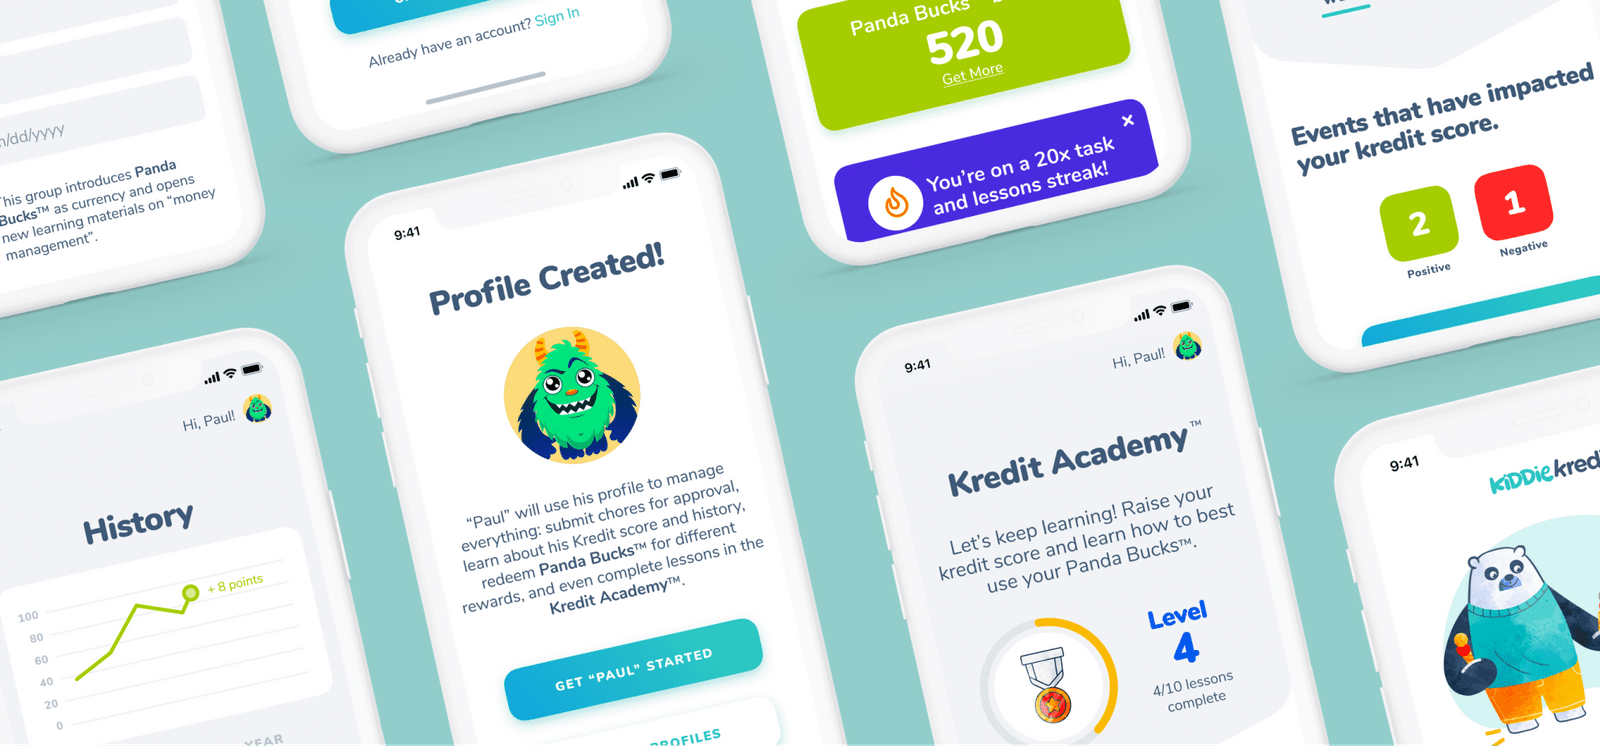 /dd/yyyy
This group introduces Panda
Bucks™ as currency and opens
new learning materials on “money
management”.
Already have an account? Sign In
Panda Bucks
520
Get More
You’re on a 20x task
and lessons streak!
Events that have impacted
your kredit score.
2
1
Positive
Negative
Hi, Paul!
History
100
80
60
40
20
0
+ 8 points
YEAR
9:41
Profile Created!
“Paul” will use his profile to manage
everything: submit chores for approval,
learn about his Kredit score and history,
redeem Panda Bucks™ for different
rewards, and even complete lessons in the
Kredit Academy™.
GET “PAUL” STARTED
PROFILES
9:41
Hi, Paul!
Kredit Academy™
Let’s keep learning! Raise your
kredit score and learn how to best
use your Panda Bucks™.
Level
4
4/10 lessons
complete
9:41
KiDDiekredi